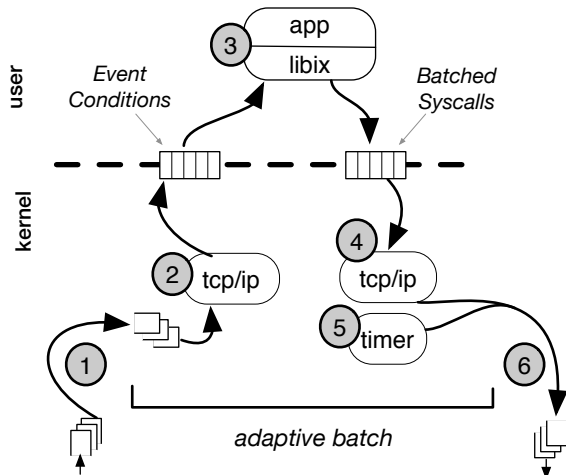 3
app
libix
user
Event
Conditions
Batched
Syscalls
kernel
2
tcp/ip
4
tcp/ip
5
timer
1
6
adaptive batch